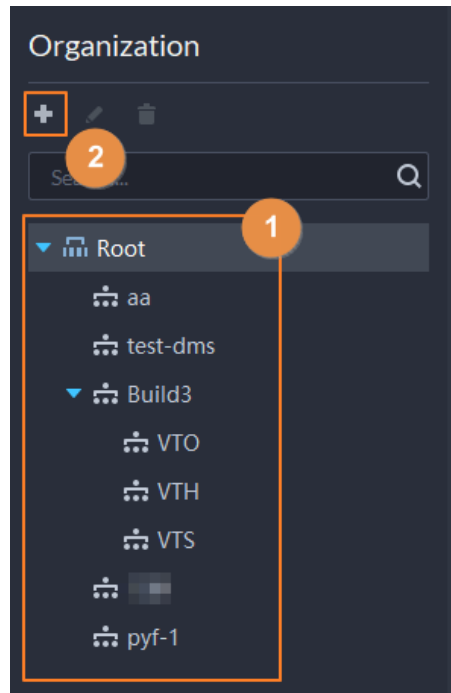 Organization
2
1
Root
aa
test-dms
Build3
VTO
VTH
VTS
pyf-1